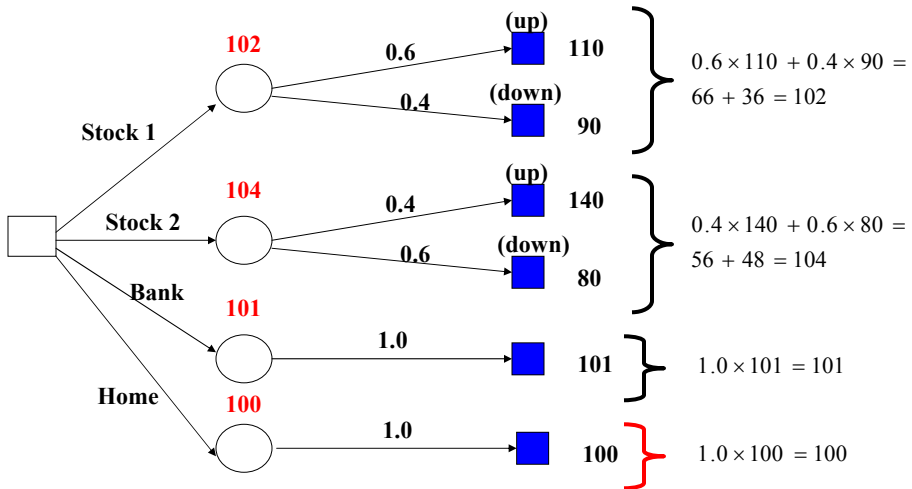 (up)
102
0.6
110
0.6 × 110 + 0.4 × 90 =
66 + 36 = 102
(down)
0.4
90
Stock 1
(up)
104
0.4
140
Stock 2
0.4 × 140 + 0.6 × 80 =
56 + 48 = 104
(down)
0.6
80
Bank
101
1.0
101
1.0 × 101 = 101
Home
100
1.0
100
1.0 × 100 = 100